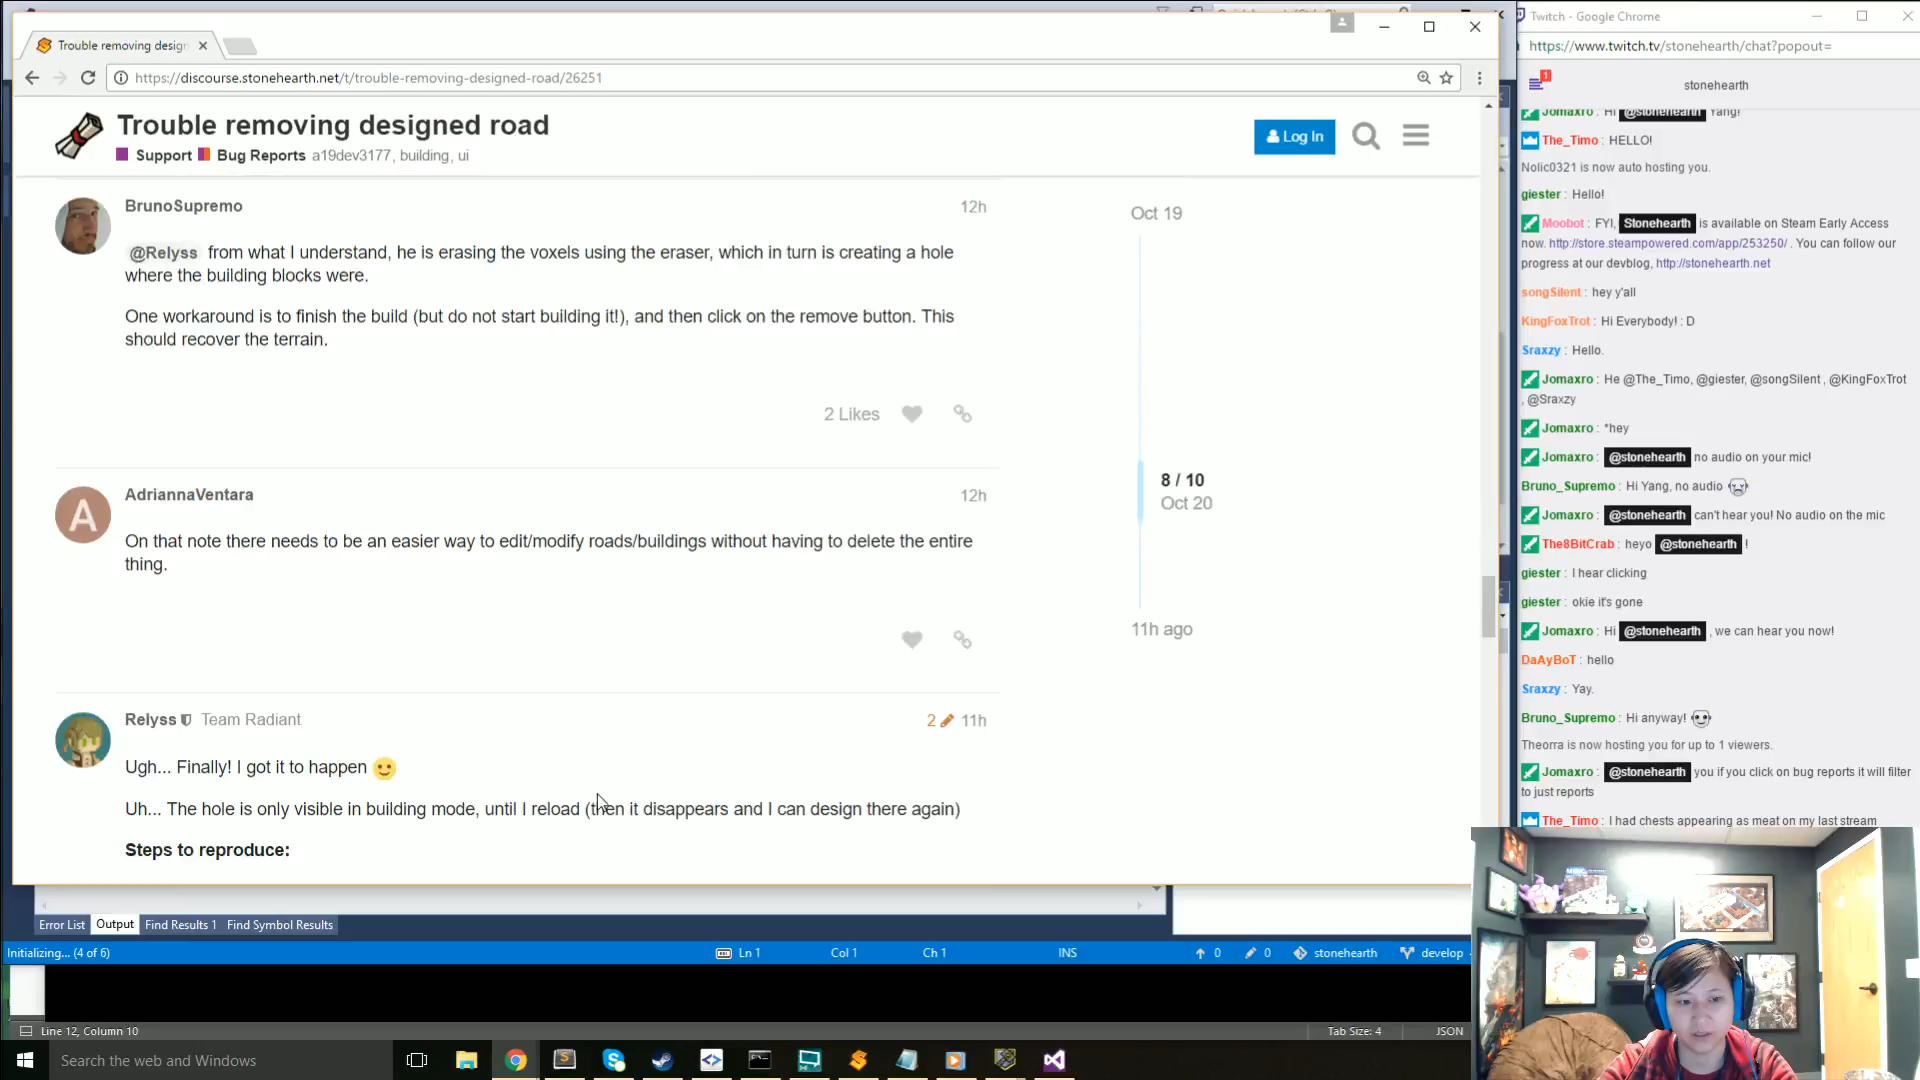 Trouble removing desigr
https://discourse.stonehearth.net/t/trouble-removing-designed-road/26251
Trouble removing designed road
Support Bug Reports a19dev3177, building, ui
Log In
BrunoSupremo
12h
@Relyss from what I understand, he is erasing the voxels using the eraser, which in turn is creating a hole
where the building blocks were.
One workaround is to finish the build (but do not start building it!), and then click on the remove button. This
should recover the terrain.
2 Likes
AdriannaVentara
12h
A
On that note there needs to be an easier way to edit/modify roads/buildings without having to delete the entire
thing.
Relyss Team Radiant
2 11h
Ugh... Finally! I got it to happen
Uh... The hole is only visible in building mode, until I reload (then it disappears and I can design there again)
Steps to reproduce:
Oct 19
8 / 10
Oct 20
11h ago
Error List Output Find Results 1 Find Symbol Results
Initializing... (4 of 6)
Ln 1 Col 1 Ch 1 INS 0 0 stonehearth develop
Line 12, Column 10
Tab Size: 4 JSON
Search the web and Windows
Twitch - Google Chrome
https://www.twitch.tv/stonehearth/chat?popout=
1
stonehearth
Jomaxro : Hi @stonehearth Yang!
The_Timo : HELLO!
Nolic0321 is now auto hosting you.
giester : Hello!
Moobot : FYI, Stonehearth is available on Steam Early Access
now. http://store.steampowered.com/app/253250/ . You can follow our
progress at our devblog, http://stonehearth.net
songSilent : hey y'all
KingFoxTrot : Hi Everybody! : D
Sraxzy : Hello.
Jomaxro : He @The_Timo, @giester, @songSilent , @KingFoxTrot
, @Sraxzy
Jomaxro : *hey
Jomaxro : @stonehearth no audio on your mic!
Bruno_Supremo : Hi Yang, no audio
Jomaxro : @stonehearth can't hear you! No audio on the mic
The8BitCrab : heyo @stonehearth !
giester : I hear clicking
giester : okie it's gone
Jomaxro : Hi @stonehearth , we can hear you now!
DaAyBoT : hello
Sraxzy : Yay.
Bruno_Supremo : Hi anyway!
Theorra is now hosting you for up to 1 viewers.
Jomaxro : @stonehearth you if you click on bug reports it will filter
to just reports
The_Timo : I had chests appearing as meat on my last stream